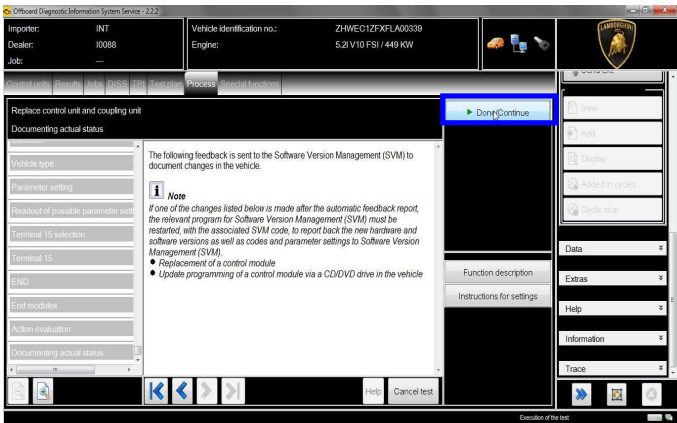 Offboard Diagnostic Information System Service - 2.2.2
Importer: INT
Dealer: I0088
Job: ---
Vehicle identification no.: ZHWEC1ZFXFLA00339
Engine: 5.2l V10 FSI / 449 KW
LAMBORGHINI
Control units Results Jobs DISS TPI Test plan Process Special functions
Replace control unit and coupling unit
Documenting actual status
Vehicle type
Parameter setting
Readout of possible parameter sett
Terminal 15 selection
Terminal 15
END
End modules
Action evaluation
Documenting actual status
The following feedback is sent to the Software Version Management (SVM) to
document changes in the vehicle.
i Note
If one of the changes listed below is made after the automatic feedback report,
the relevant program for Software Version Management (SVM) must be
restarted, with the associated SVM code, to report back the new hardware and
software versions as well as codes and parameter settings to Software Version
Management (SVM).
● Replacement of a control module
● Update programming of a control module via a CD/DVD drive in the vehicle
Help
Cancel test
Done/Continue
Function description
Instructions for settings
New
Add
Display
Added in cycles
Cyclic stop
Data
Extras
Help
Information
Trace
Execution of the test